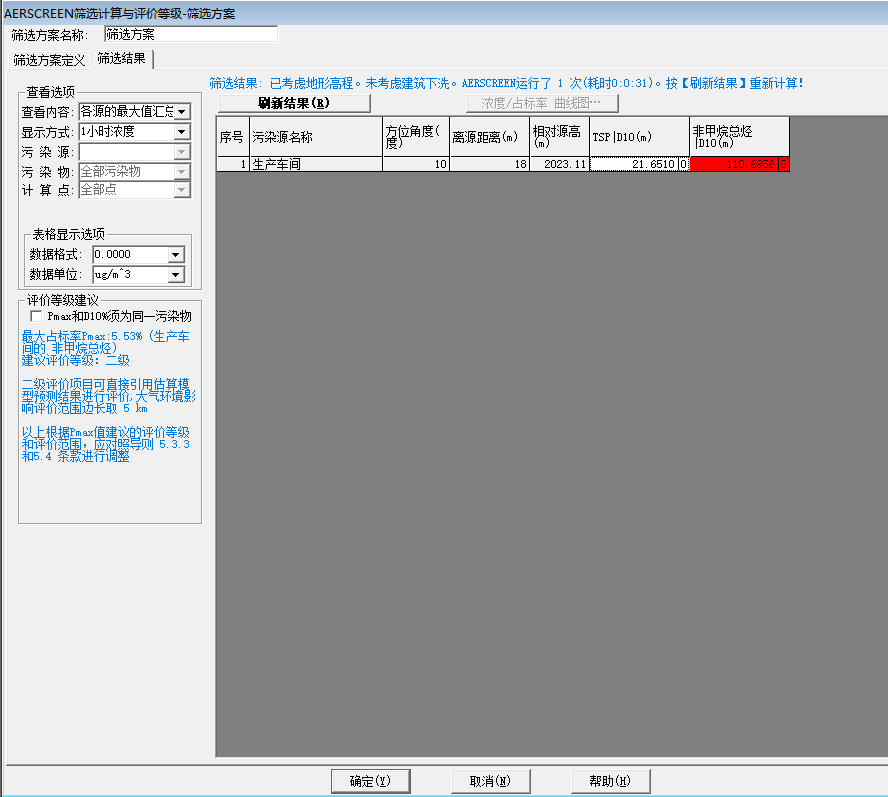 AERSCREEN筛选计算与评价等级-筛选方案
筛选方案名称: 筛选方案
筛选方案定义 筛选结果
筛选结果: 已考虑地形高程。未考虑建筑下洗。AERSCREEN运行了 1 次(耗时0:0:31)。按【刷新结果】重新计算!
刷新结果(R) 浓度/占标率 曲线图…
查看选项
查看内容: 各源的最大值汇总
显示方式: 1小时浓度
污 染 源:
污 染 物: 全部污染物
计 算 点: 全部点
表格显示选项
数据格式: 0.0000
数据单位: ug/m^3
评价等级建议
Pmax和D10%须为同一污染物
最大占标率Pmax:5.53% (生产车
间的 非甲烷总烃)
建议评价等级: 二级
二级评价项目可直接引用估算模
型预测结果进行评价,大气环境影
响评价范围边长取 5 km
以上根据Pmax值建议的评价等级
和评价范围, 应对照导则 5.3.3
和5.4 条款进行调整
序号 污染源名称 方位角度(度) 离源距离(m) 相对源高(m) TSP|D10(m) 非甲烷总烃|D10(m)
1 生产车间 10 18 2023.11 21.6510|0 110.6956|0
确定(Y) 取消(N) 帮助(H)